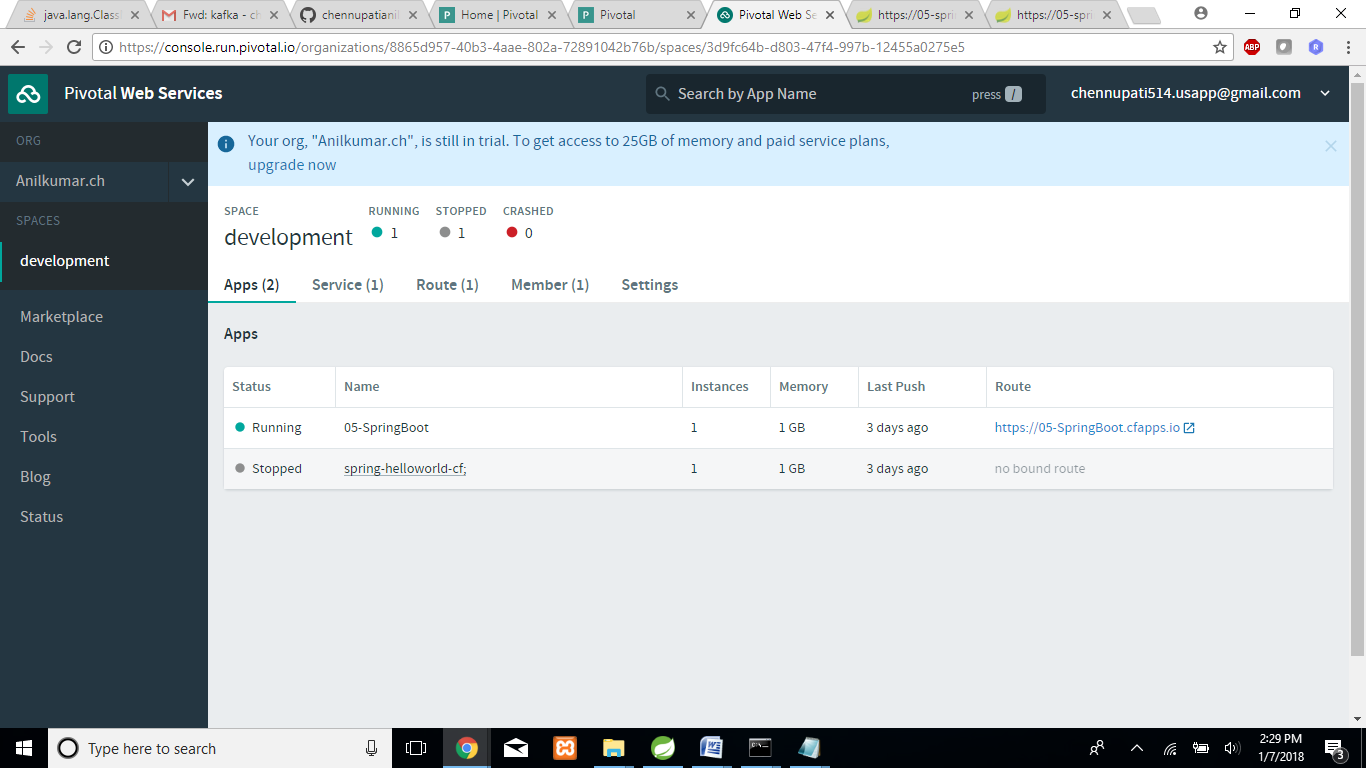 java.lang.Class
Fwd: kafka - ch
chennupatianil
Home | Pivotal
Pivotal
Pivotal Web Se
https://05-spri
https://05-spri
https://console.run.pivotal.io/organizations/8865d957-40b3-4aae-802a-72891042b76b/spaces/3d9fc64b-d803-47f4-997b-12455a0275e5
ABP
R
Pivotal Web Services
Search by App Name
press /
chennupati514.usapp@gmail.com
ORG
Anilkumar.ch
SPACES
development
Marketplace
Docs
Support
Tools
Blog
Status
Your org, "Anilkumar.ch", is still in trial. To get access to 25GB of memory and paid service plans,
upgrade now
SPACE RUNNING STOPPED CRASHED
development 1 1 0
Apps (2) Service (1) Route (1) Member (1) Settings
Apps
Status Name Instances Memory Last Push Route
Running 05-SpringBoot 1 1 GB 3 days ago https://05-SpringBoot.cfapps.io
Stopped spring-helloworld-cf; 1 1 GB 3 days ago no bound route
Type here to search
2:29 PM
1/7/2018
3